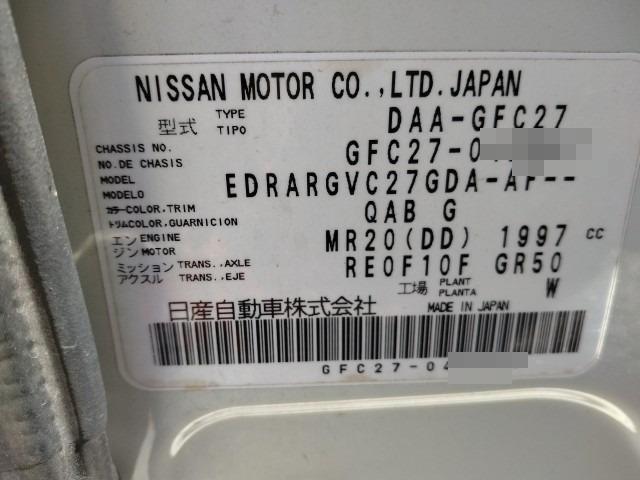 NISSAN MOTOR CO.,LTD.JAPAN
型式 TYPE TIPO DAA-GFC27
CHASSIS NO. NO.DE CHASIS GFC27-0
MODEL MODELO EDRARGVC27GDA-AF--
カラーCOLOR,TRIM トリムCOLOR,GUARNICION QAB G
エンジン ENGINE MOTOR MR20(DD) 1997 cc
ミッション アクスル TRANS.,AXLE TRANS.,EJE RE0F10F GR50
工場 PLANT PLANTA W
日産自動車株式会社 MADE IN JAPAN
GFC27-04